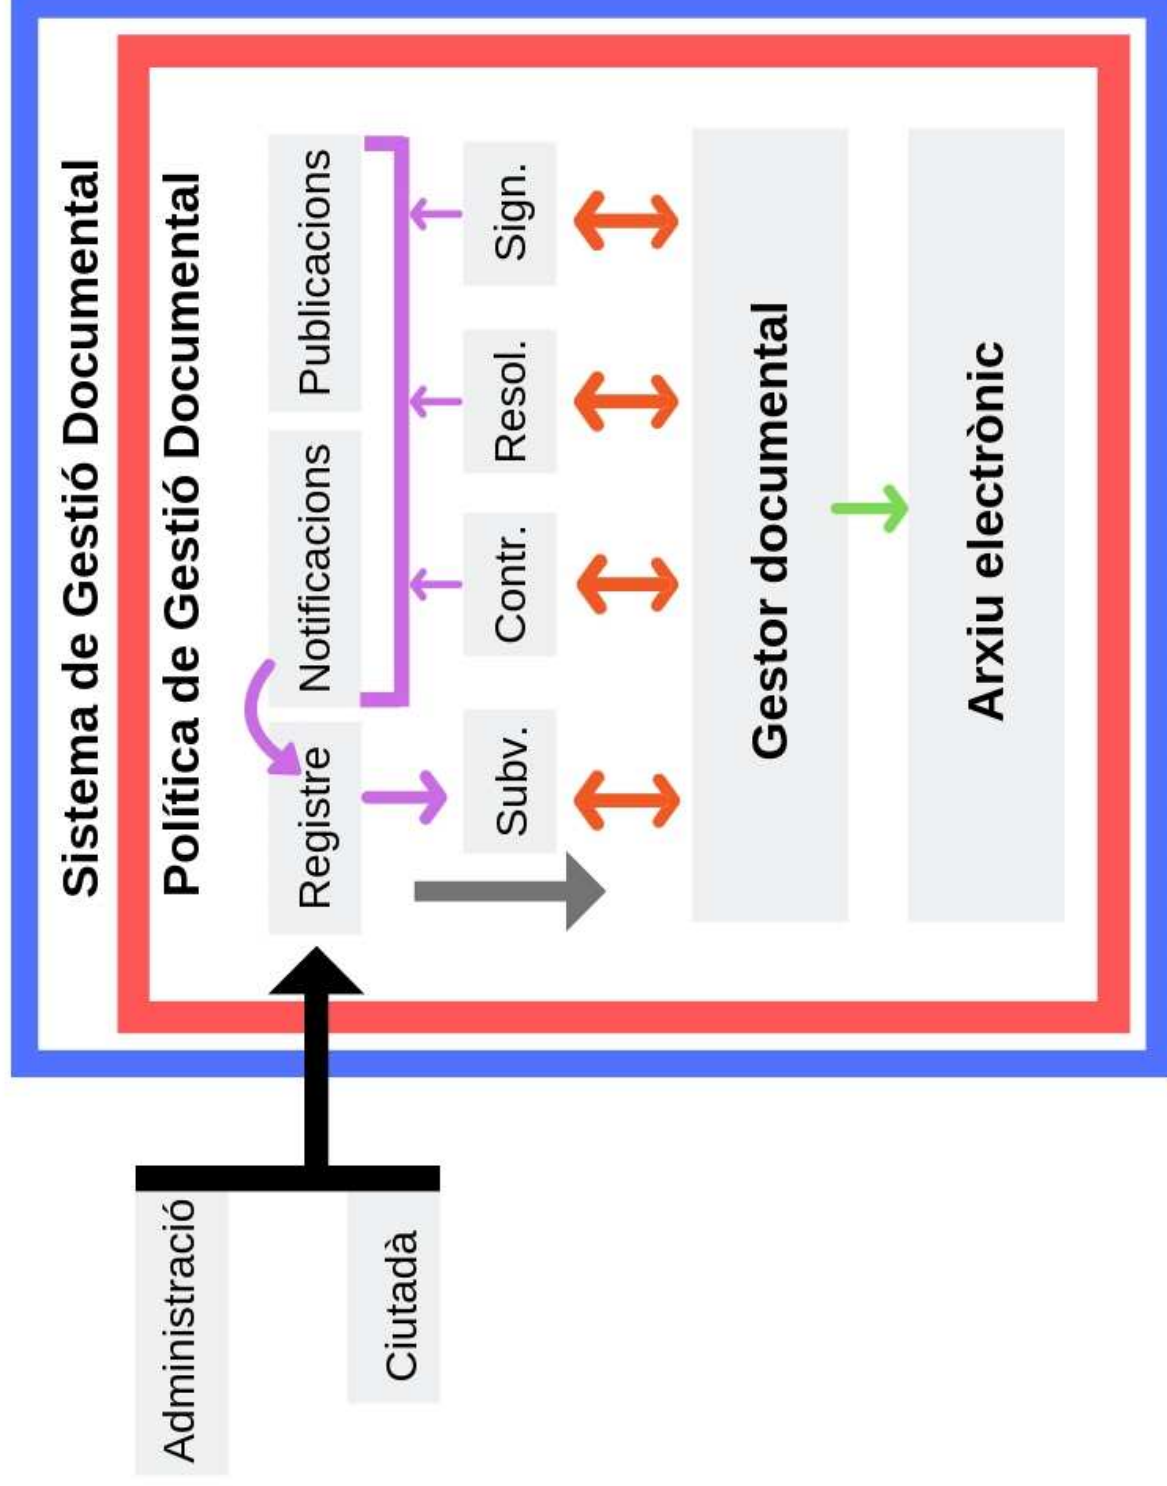 Sistema de Gestió Documental
Política de Gestió Documental
Administració
Ciutadà
Registre
Notificacions
Publicacions
Subv.
Contr.
Resol.
Sign.
Gestor documental
Arxiu electrònic